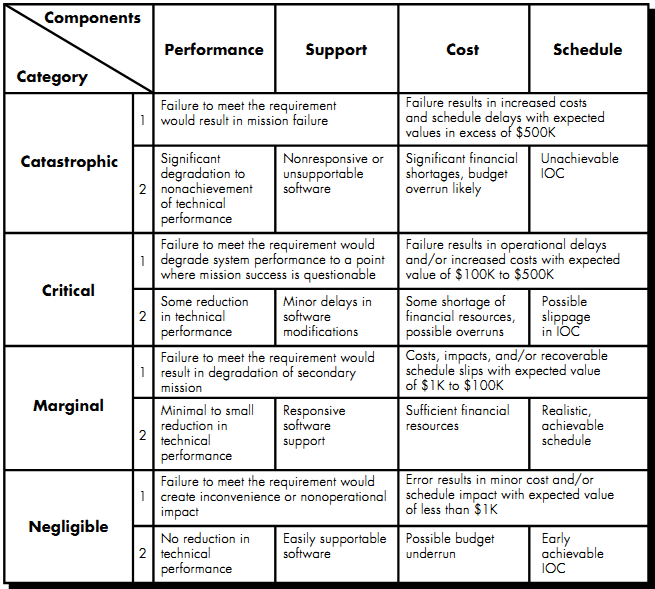 Components
Category
Performance
Support
Cost
Schedule
Catastrophic
1
Failure to meet the requirement
would result in mission failure
Failure results in increased costs
and schedule delays with expected
values in excess of $500K
2
Significant
degradation to
nonachievement
of technical
performance
Nonresponsive or
unsupportable
software
Significant financial
shortages, budget
overrun likely
Unachievable
IOC
Critical
1
Failure to meet the requirement would
degrade system performance to a point
where mission success is questionable
Failure results in operational delays
and/or increased costs with expected
value of $100K to $500K
2
Some reduction
in technical
performance
Minor delays in
software
modifications
Some shortage of
financial resources,
possible overruns
Possible
slippage
in IOC
Marginal
1
Failure to meet the requirement would
result in degradation of secondary
mission
Costs, impacts, and/or recoverable
schedule slips with expected value
of $1K to $100K
2
Minimal to small
reduction in
technical
performance
Responsive
software
support
Sufficient financial
resources
Realistic,
achievable
schedule
Negligible
1
Failure to meet the requirement would
create inconvenience or nonoperational
impact
Error results in minor cost and/or
schedule impact with expected value
of less than $1K
2
No reduction in
technical
performance
Easily supportable
software
Possible budget
underrun
Early
achievable
IOC